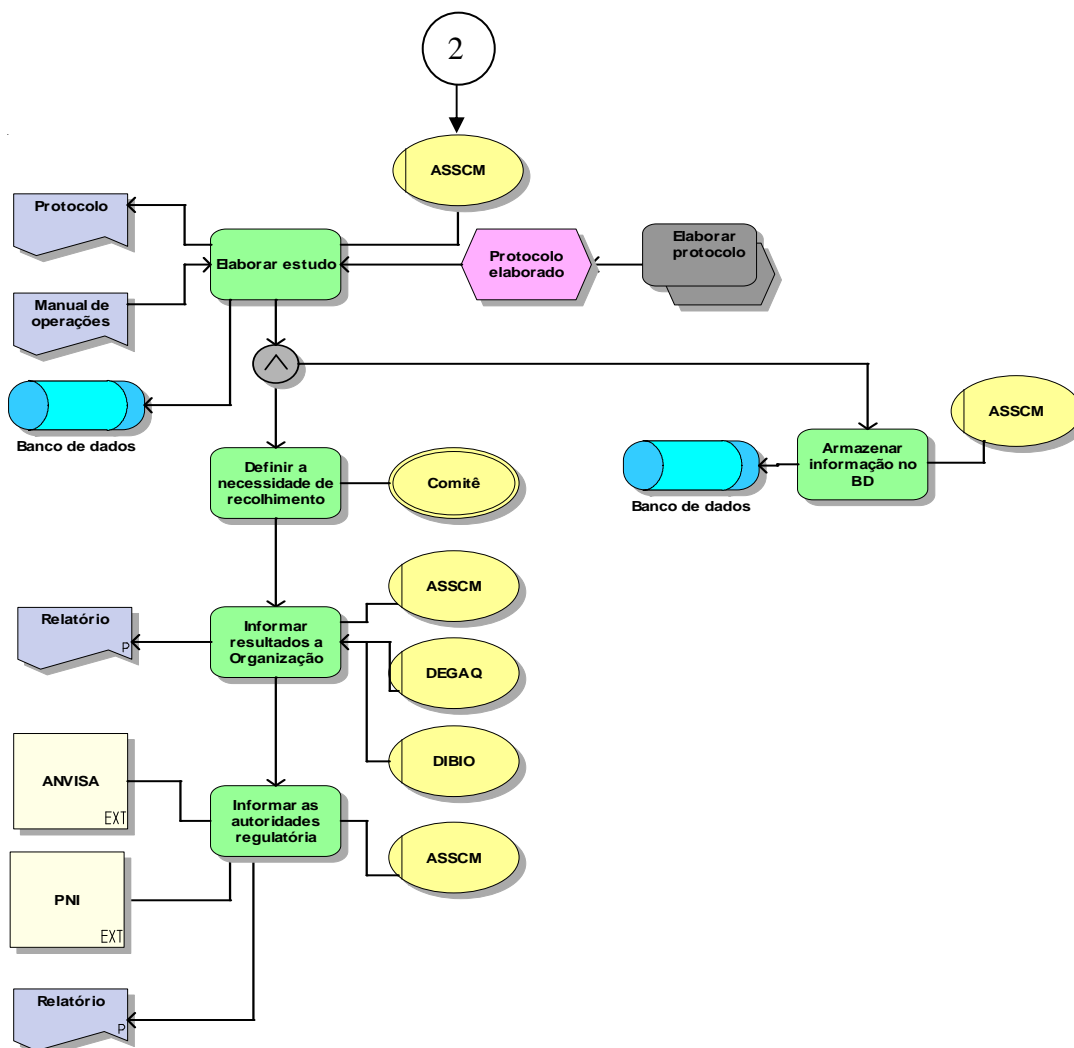 2
ASSCM
Protocolo
Elaborar estudo
Protocolo
elaborado
Elaborar
protocolo
Manual de
operações
Banco de dados
ASSCM
Armazenar
informação no
BD
Banco de dados
Definir a
necessidade de
recolhimento
Comitê
ASSCM
Relatório
P
Informar
resultados a
Organização
DEGAQ
DIBIO
ANVISA
EXT
Informar as
autoridades
regulatória
ASSCM
PNI
EXT
Relatório
P